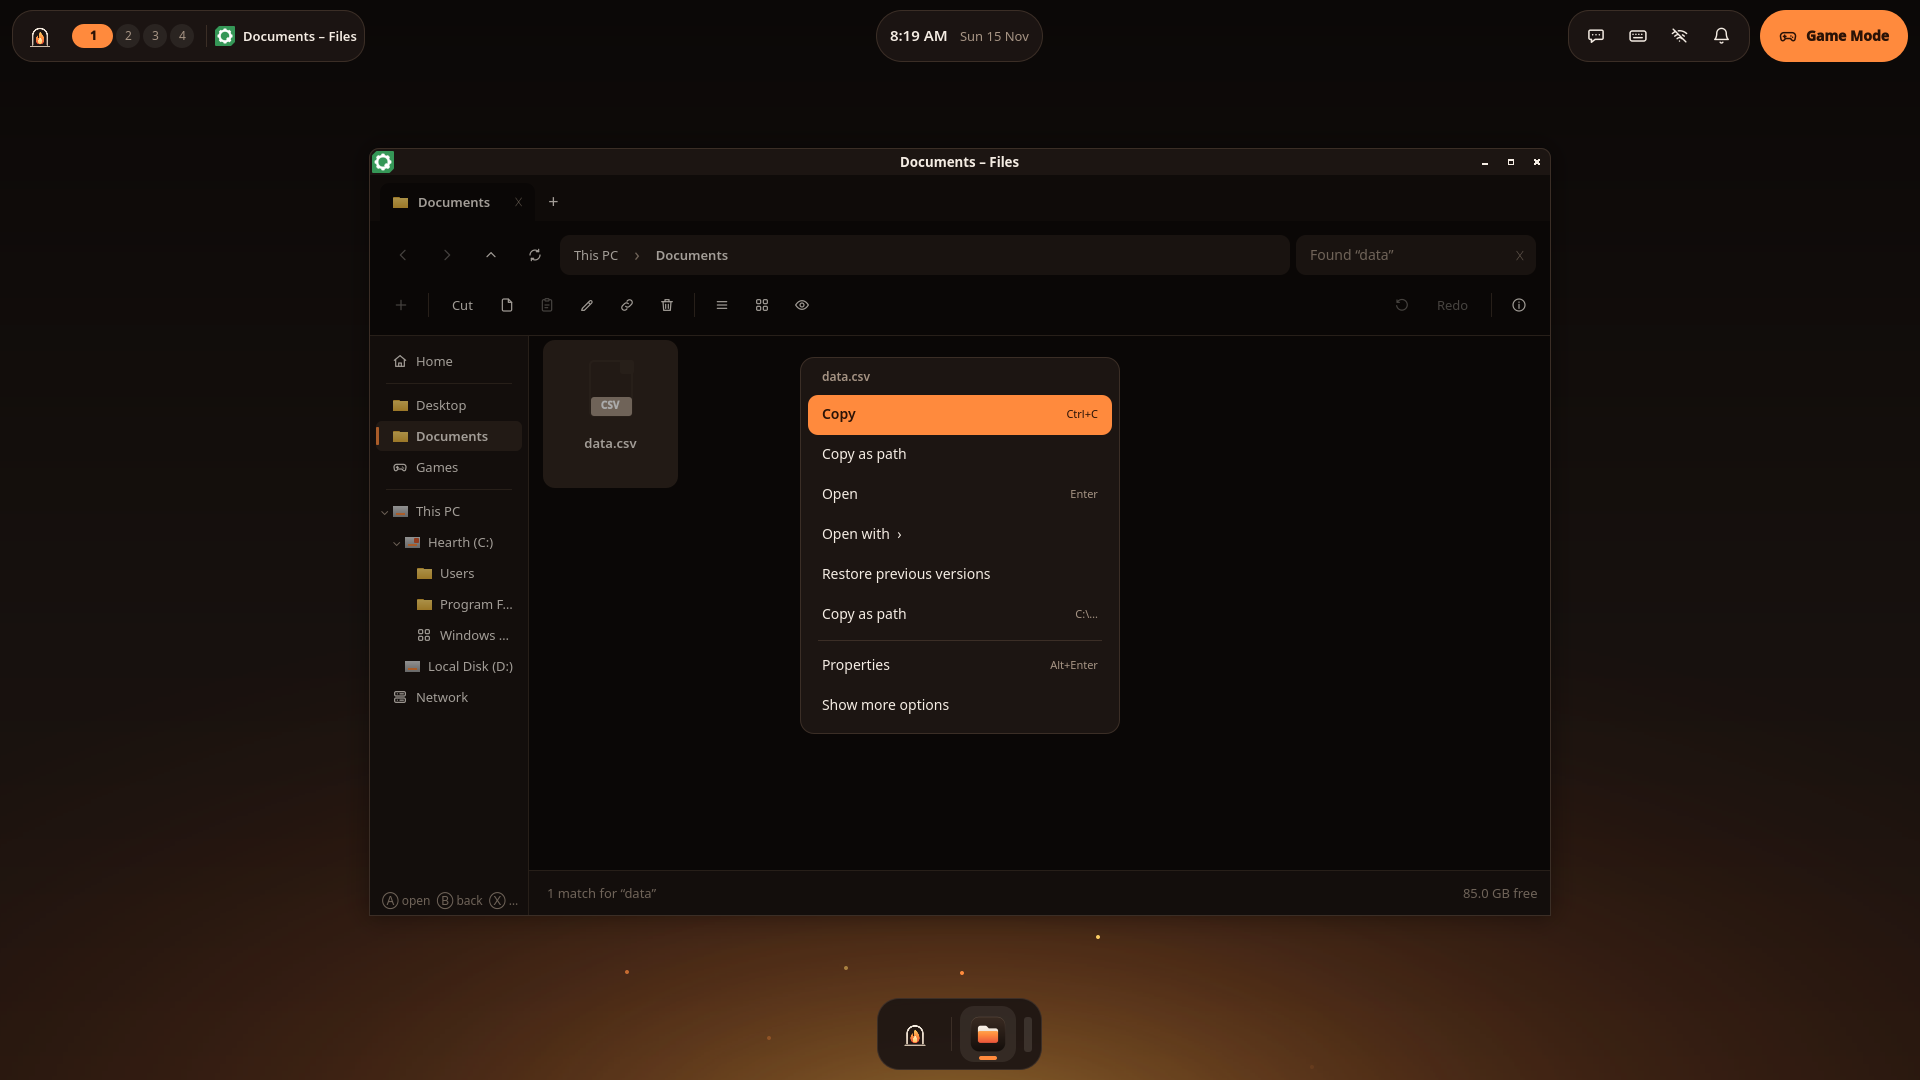 1 2 3 4 Documents – Files
8:19 AM Sun 15 Nov
Game Mode
Documents – Files
Documents X +
This PC › Documents
Found “data” X
Cut
Redo
Home
Desktop
Documents
Games
This PC
Hearth (C:)
Users
Program F...
Windows ...
Local Disk (D:)
Network
A open B back X ...
CSV
data.csv
data.csv
Copy Ctrl+C
Copy as path
Open Enter
Open with ›
Restore previous versions
Copy as path C:\...
Properties Alt+Enter
Show more options
1 match for “data”
85.0 GB free